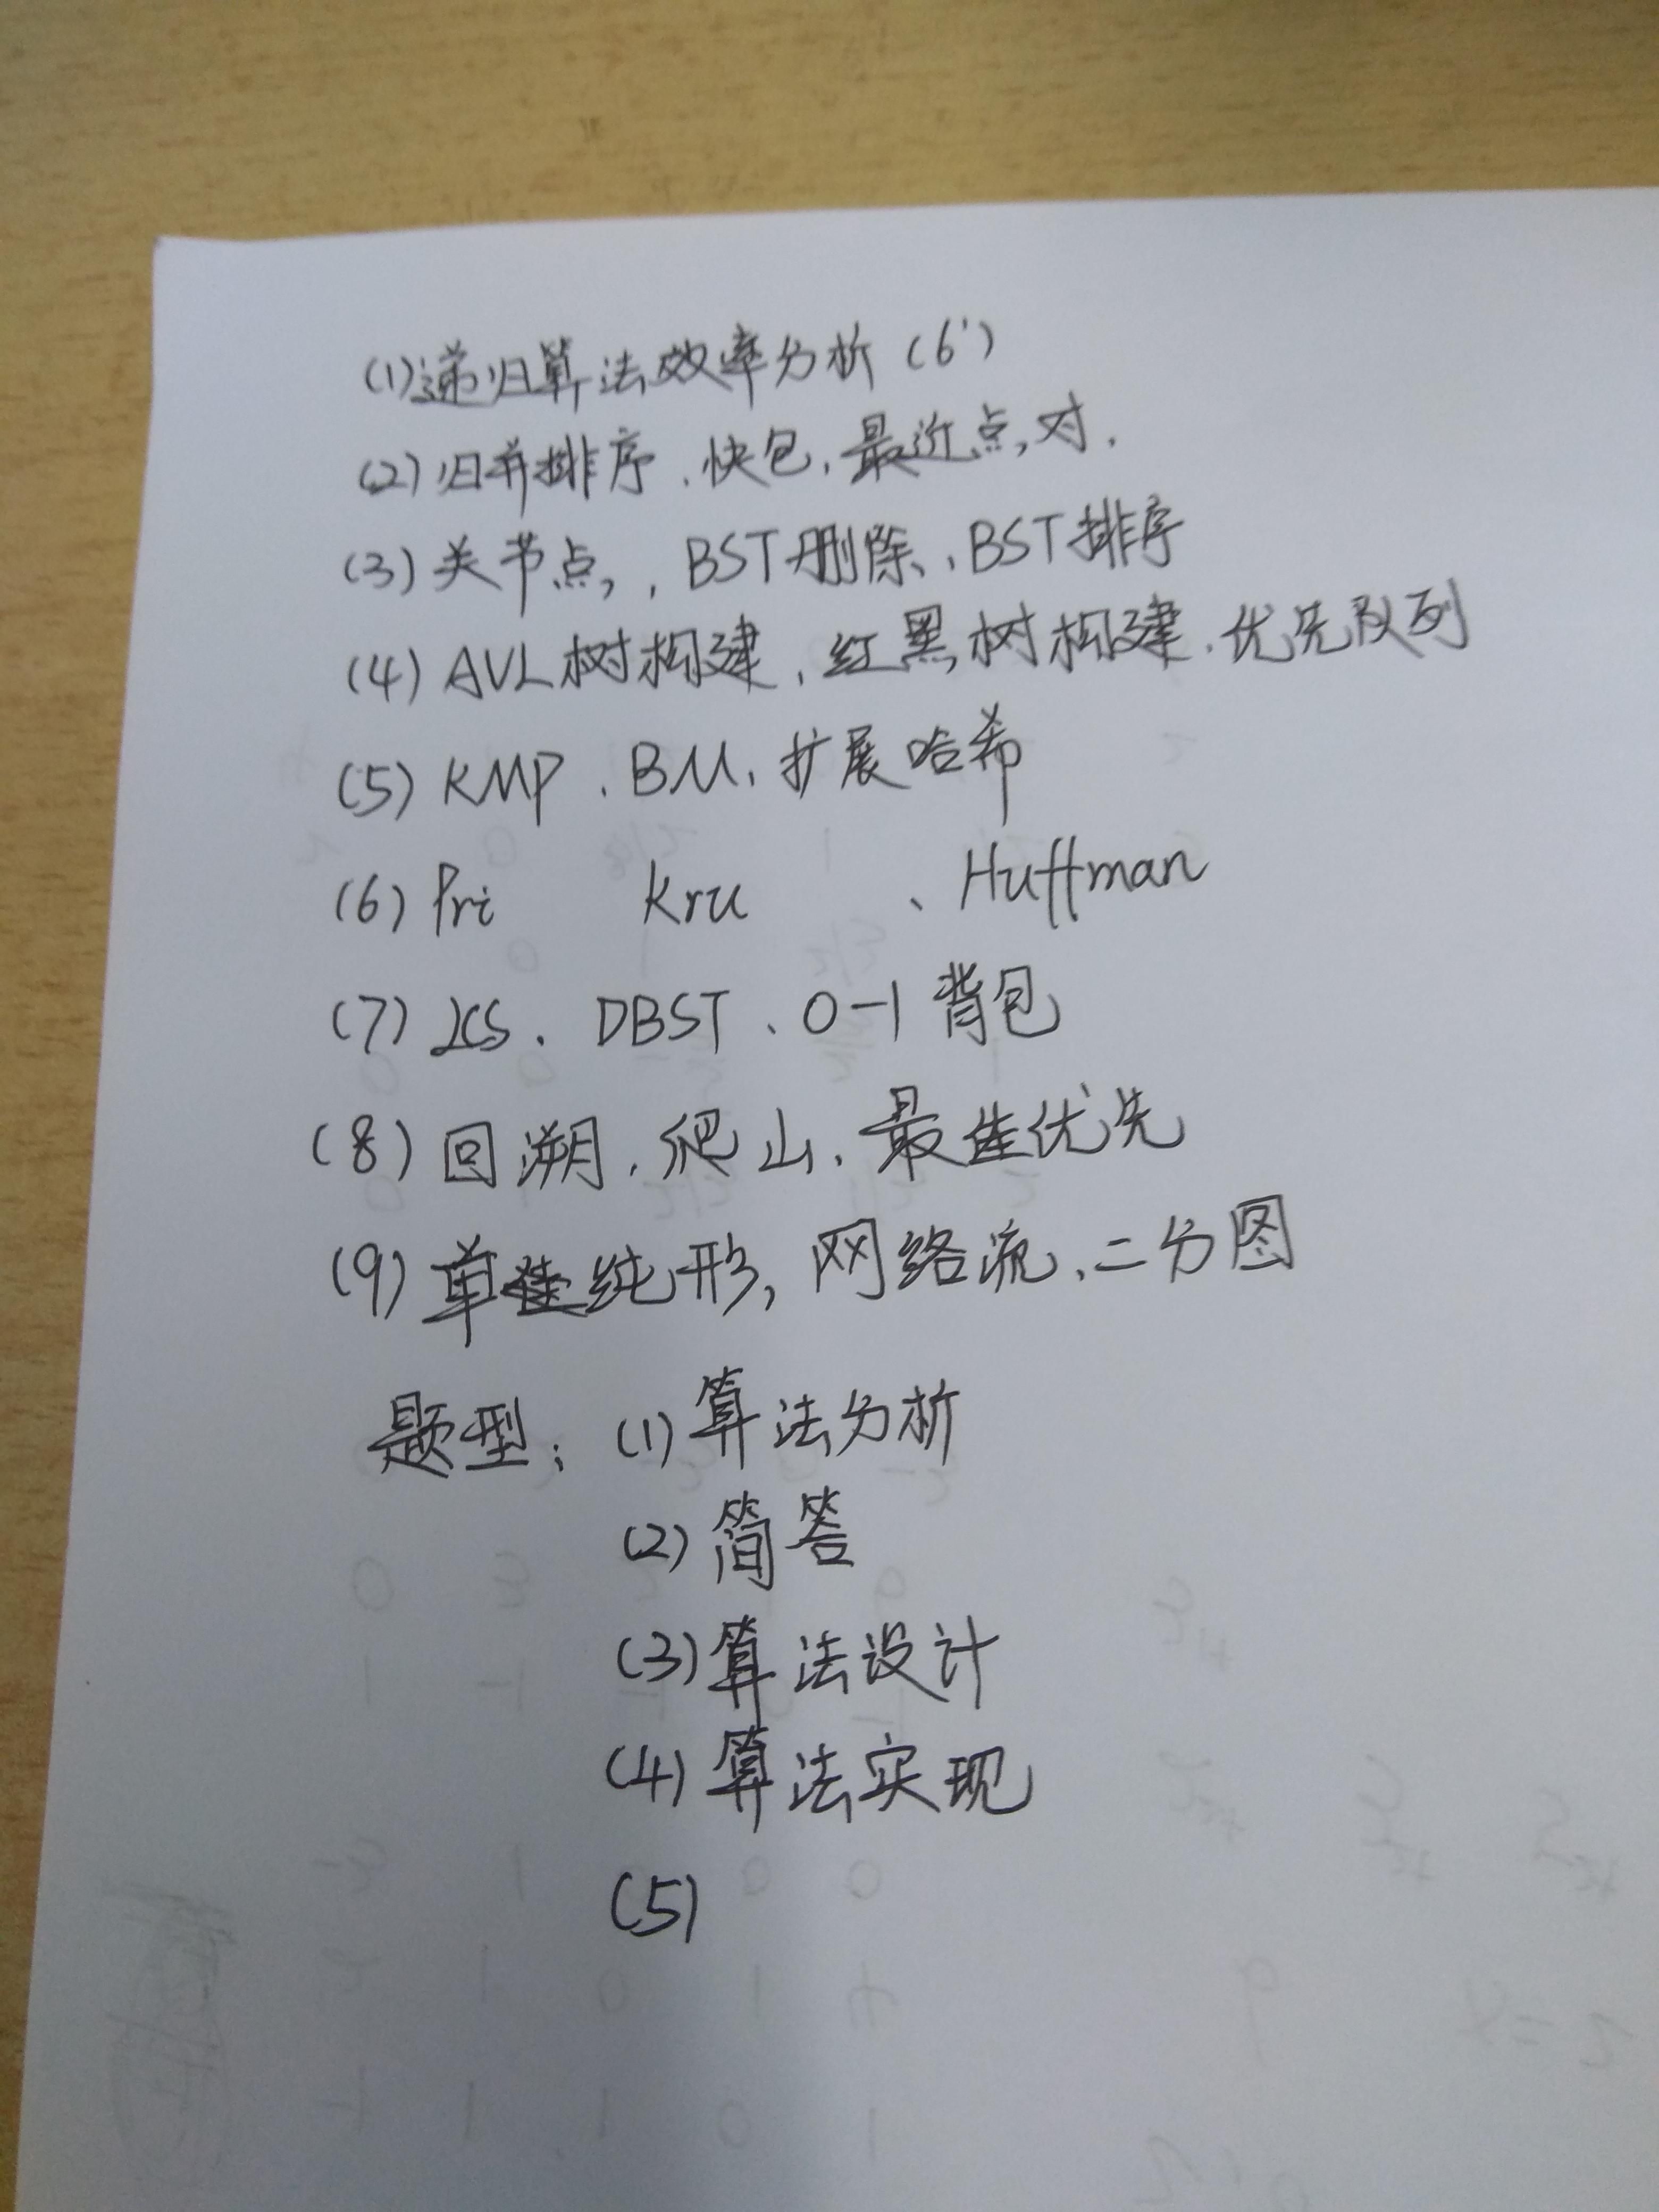 (1)递归算法效率分析(6')
(2)归并排序、快包、最近点对.
(3)关节点,、BST删除、BST排序
(4)AVL树构建、红黑树构建、优先队列
(5)KMP、BM、扩展哈希
(6)Pri Kru 、Huffman
(7)LCS、DBST、0-1背包
(8)回溯、爬山、最佳优先
(9)单纯形,网络流、二分图
题型:(1)算法分析
(2)简答
(3)算法设计
(4)算法实现
(5)